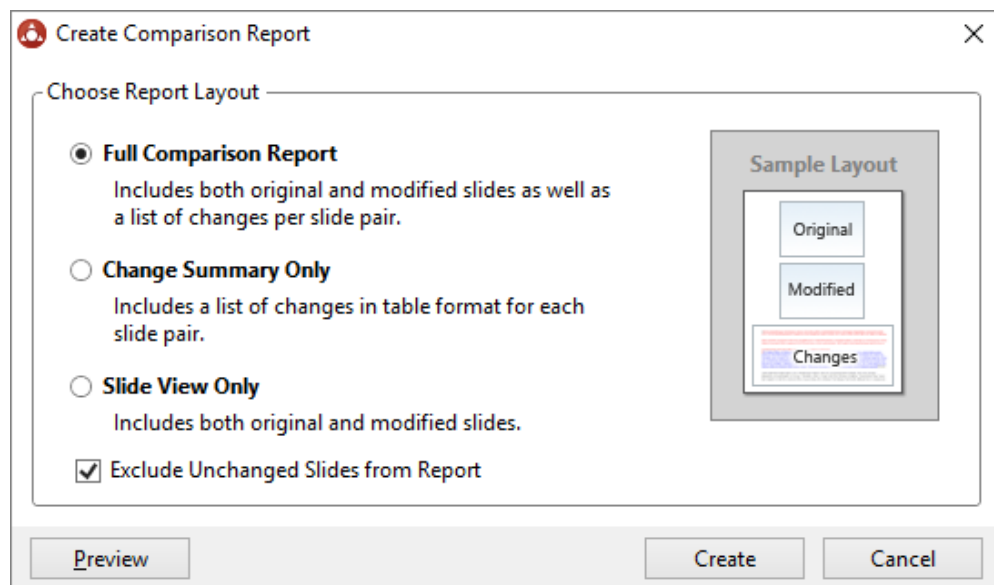 Create Comparison Report
Choose Report Layout
Full Comparison Report
Includes both original and modified slides as well as
a list of changes per slide pair.
Change Summary Only
Includes a list of changes in table format for each
slide pair.
Slide View Only
Includes both original and modified slides.
Exclude Unchanged Slides from Report
Sample Layout
Original
Modified
Changes
Preview
Create
Cancel